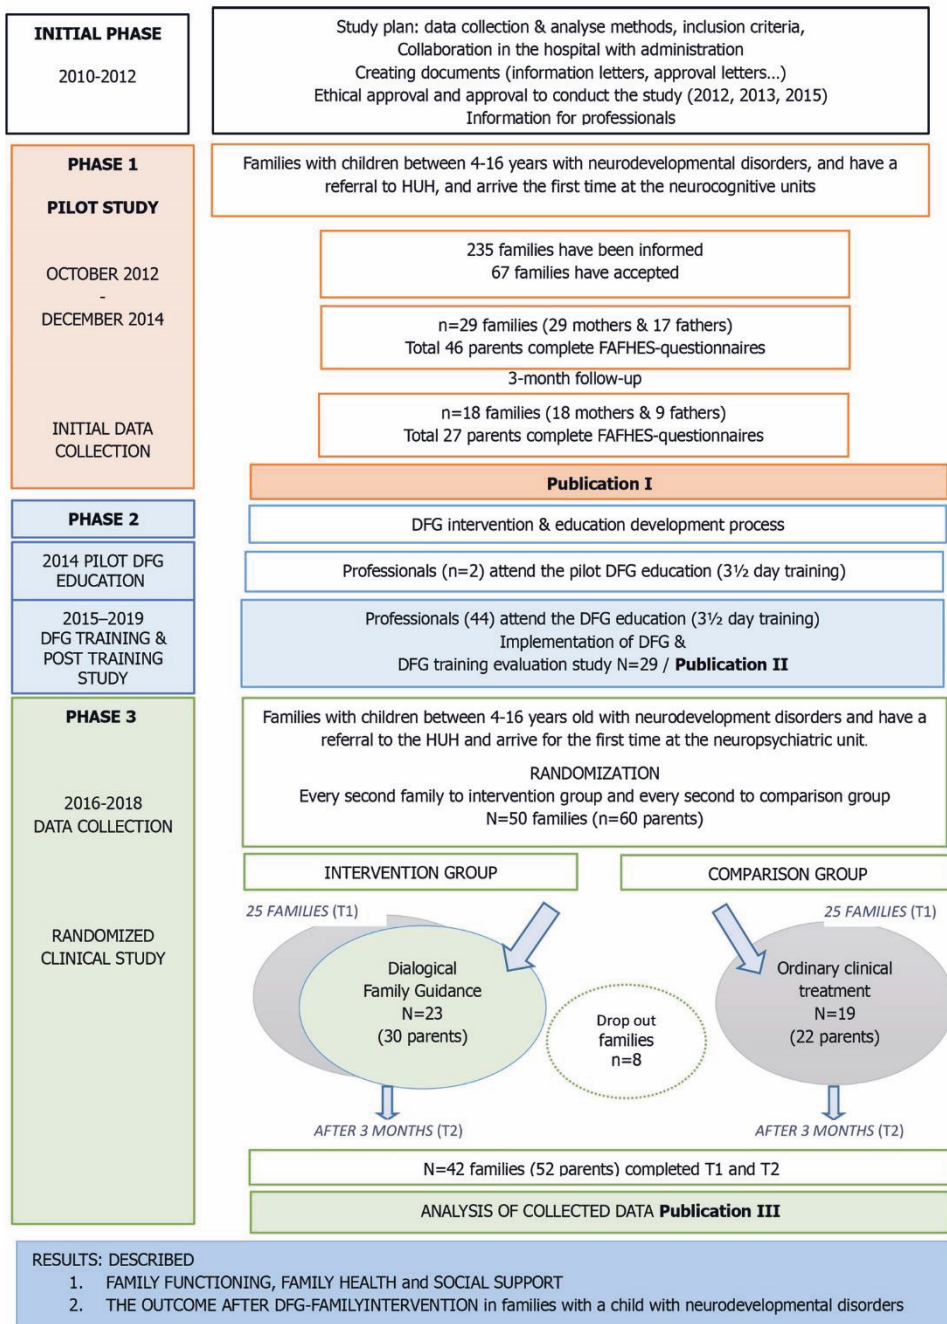 INITIAL PHASE
2010-2012
Study plan: data collection & analyse methods, inclusion criteria,
Collaboration in the hospital with administration
Creating documents (information letters, approval letters...)
Ethical approval and approval to conduct the study (2012, 2013, 2015)
Information for professionals
PHASE 1
PILOT STUDY
OCTOBER 2012
-
DECEMBER 2014
INITIAL DATA
COLLECTION
Families with children between 4-16 years with neurodevelopmental disorders, and have a
referral to HUH, and arrive the first time at the neurocognitive units
235 families have been informed
67 families have accepted
n=29 families (29 mothers & 17 fathers)
Total 46 parents complete FAFHES-questionnaires
3-month follow-up
n=18 families (18 mothers & 9 fathers)
Total 27 parents complete FAFHES-questionnaires
Publication I
PHASE 2
DFG intervention & education development process
2014 PILOT DFG
EDUCATION
Professionals (n=2) attend the pilot DFG education (3½ day training)
2015–2019
DFG TRAINING &
POST TRAINING
STUDY
Professionals (44) attend the DFG education (3½ day training)
Implementation of DFG &
DFG training evaluation study N=29 / Publication II
PHASE 3
2016-2018
DATA COLLECTION
RANDOMIZED
CLINICAL STUDY
Families with children between 4-16 years old with neurodevelopment disorders and have a
referral to the HUH and arrive for the first time at the neuropsychiatric unit.
RANDOMIZATION
Every second family to intervention group and every second to comparison group
N=50 families (n=60 parents)
INTERVENTION GROUP
COMPARISON GROUP
25 FAMILIES (T1)
25 FAMILIES (T1)
Dialogical
Family Guidance
N=23
(30 parents)
Drop out
families
n=8
Ordinary clinical
treatment
N=19
(22 parents)
AFTER 3 MONTHS (T2)
AFTER 3 MONTHS (T2)
N=42 families (52 parents) completed T1 and T2
ANALYSIS OF COLLECTED DATA Publication III
RESULTS: DESCRIBED
1. FAMILY FUNCTIONING, FAMILY HEALTH and SOCIAL SUPPORT
2. THE OUTCOME AFTER DFG-FAMILYINTERVENTION in families with a child with neurodevelopmental disorders